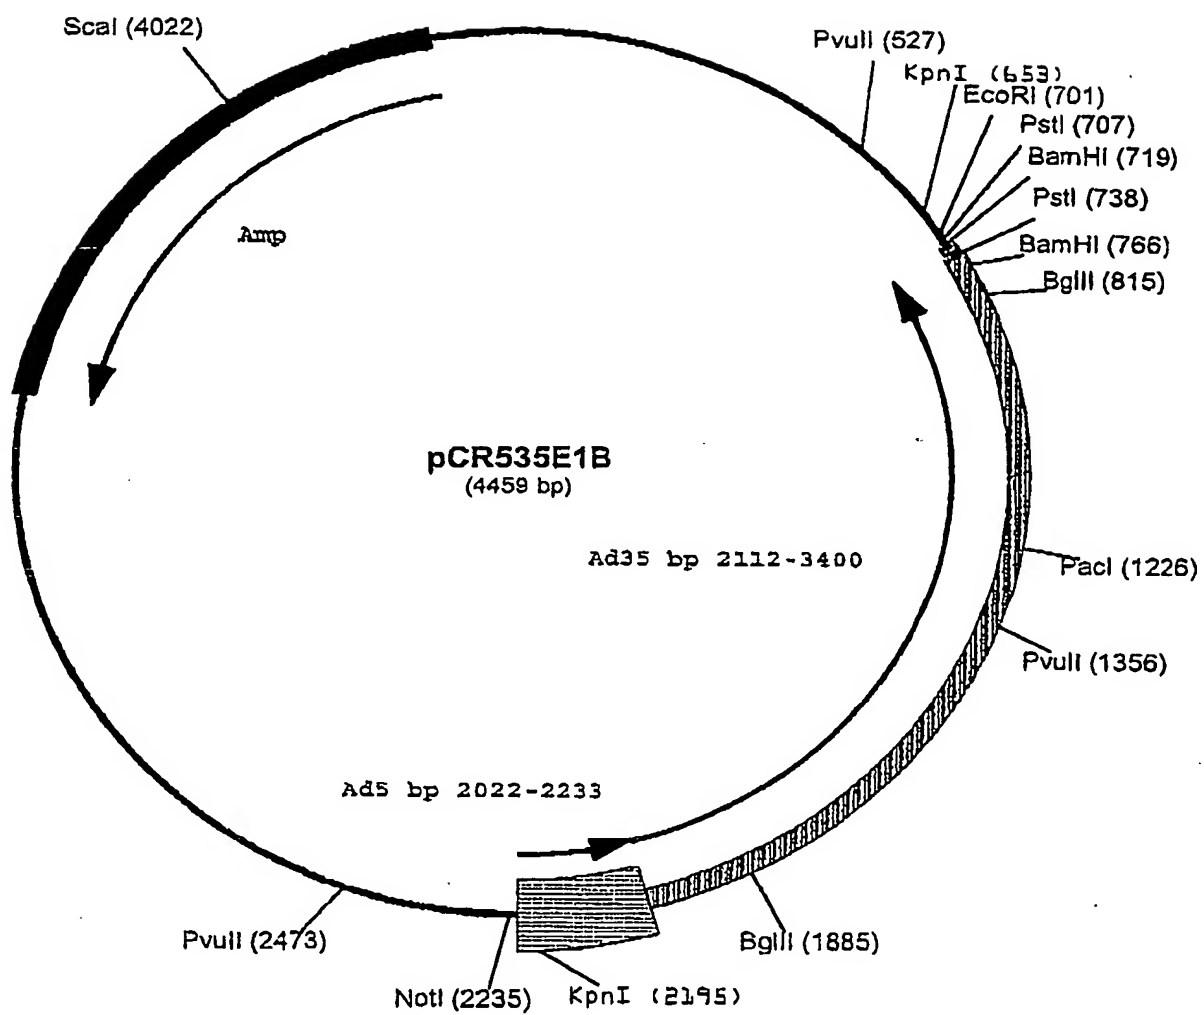 ScaI (4022)
PvuII (527)
KpnI (653)
EcoRI (701)
PstI (707)
BamHI (719)
PstI (738)
BamHI (766)
BglII (815)
Amp
pCR535E1B
(4459 bp)
Ad35 bp 2112-3400
PacI (1226)
PvuII (1356)
Ad5 bp 2022-2233
PvuII (2473)
BglII (1885)
NotI (2235)
KpnI (2195)